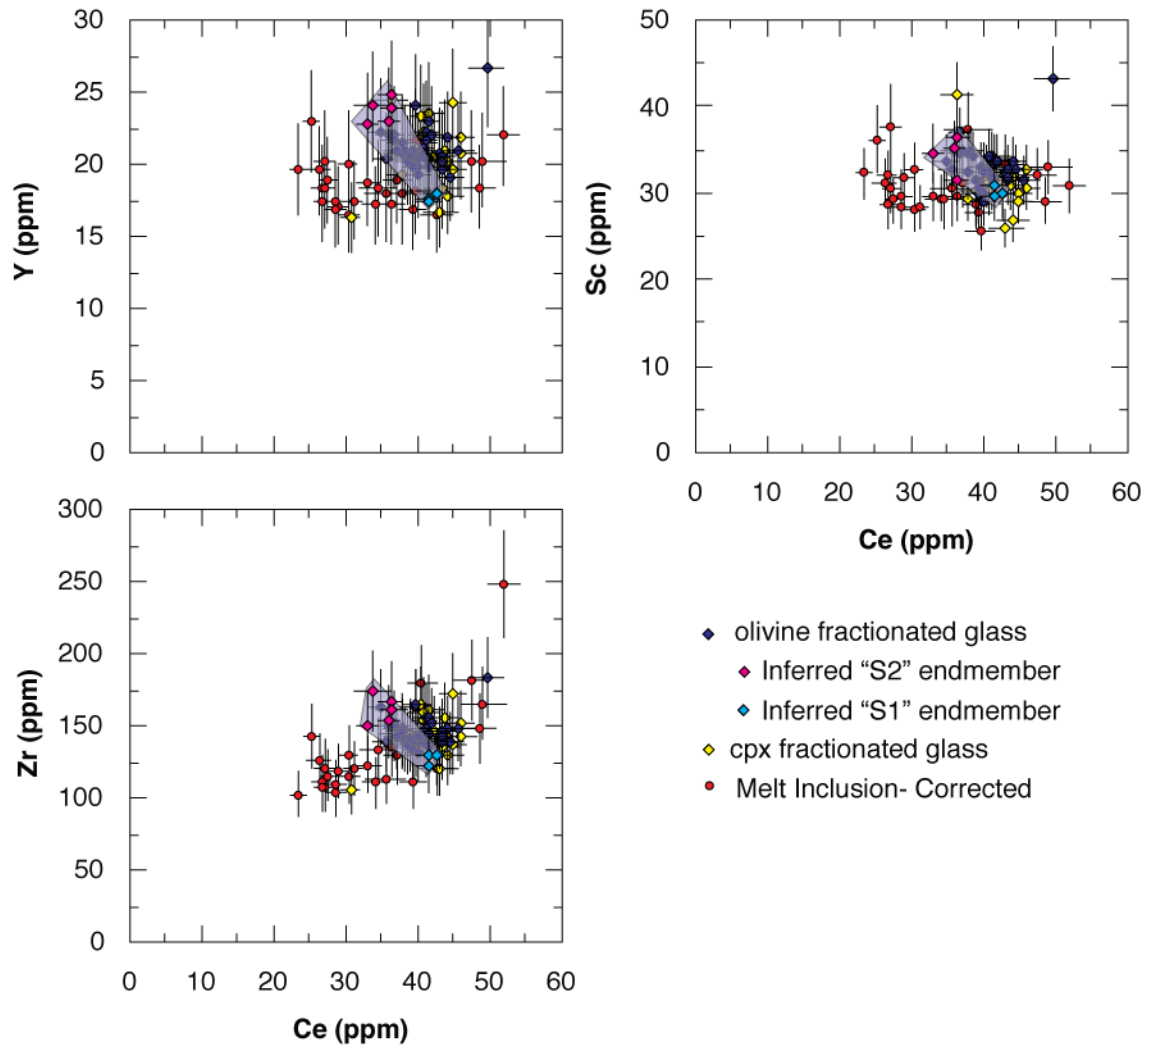 30
25
20
15
10
5
0
Y (ppm)
50
40
30
20
10
0
Sc (ppm)
0 10 20 30 40 50 60
Ce (ppm)
300
250
200
150
100
50
0
Zr (ppm)
0 10 20 30 40 50 60
Ce (ppm)
olivine fractionated glass
Inferred “S2” endmember
Inferred “S1” endmember
cpx fractionated glass
Melt Inclusion- Corrected